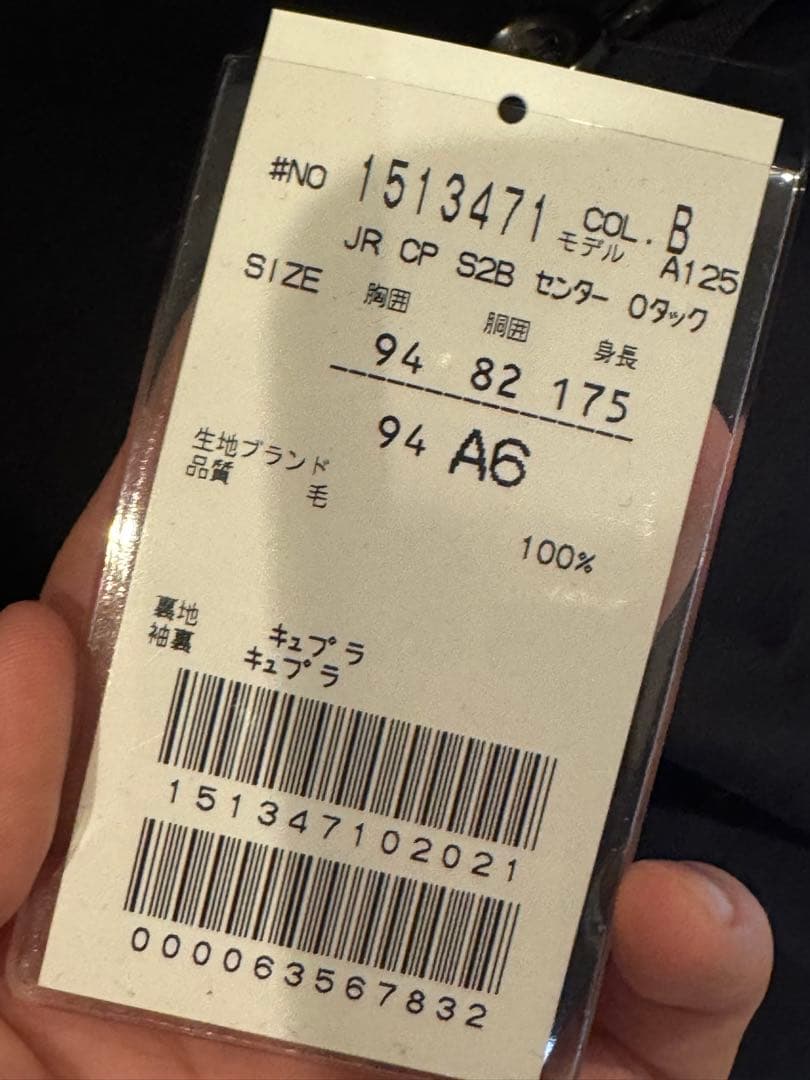 #NO 1513471 COL. B
モデル A125
JR CP S2B センター 0タック
SIZE 胸囲 胴囲 身長
94 82 175
94 A6
生地ブランド
品質 毛 100%
裏地 キュプラ
袖裏 キュプラ
151347102021
000063567832